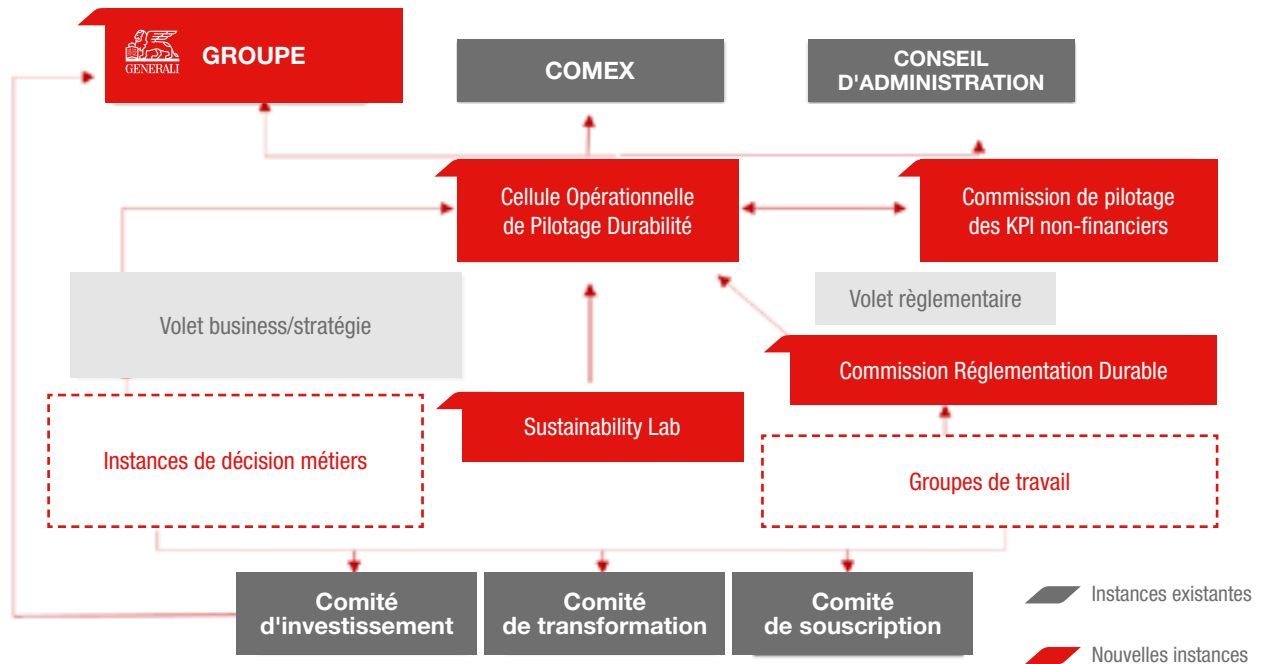 GENERALI
GROUPE
COMEX
CONSEIL
D'ADMINISTRATION
Cellule Opérationnelle
de Pilotage Durabilité
Commission de pilotage
des KPI non-financiers
Volet business/stratégie
Volet règlementaire
Commission Réglementation Durable
Instances de décision métiers
Sustainability Lab
Groupes de travail
Comité
d'investissement
Comité
de transformation
Comité
de souscription
Instances existantes
Nouvelles instances